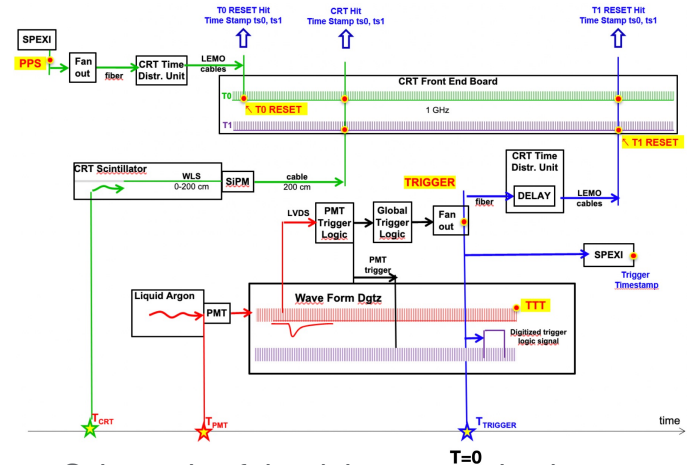 T0 RESET Hit
Time Stamp ts0, ts1
CRT Hit
Time Stamp ts0, ts1
T1 RESET Hit
Time Stamp ts0, ts1
SPEXI
PPS
Fan
out
fiber
CRT Time
Distr. Unit
LEMO
cables
CRT Front End Board
T0
T0 RESET
1 GHz
T1
T1 RESET
CRT Scintillator
WLS
0-200 cm
SiPM
cable
200 cm
TRIGGER
CRT Time
Distr. Unit
DELAY
fiber
LEMO
cables
LVDS
PMT
Trigger
Logic
Global
Trigger
Logic
Fan
out
PMT
trigger
SPEXI
Trigger
Timestamp
Liquid Argon
PMT
Wave Form Dgtz
TTT
Digitized trigger
logic signal
TCRT
TPMT
TTRIGGER
time
T=0